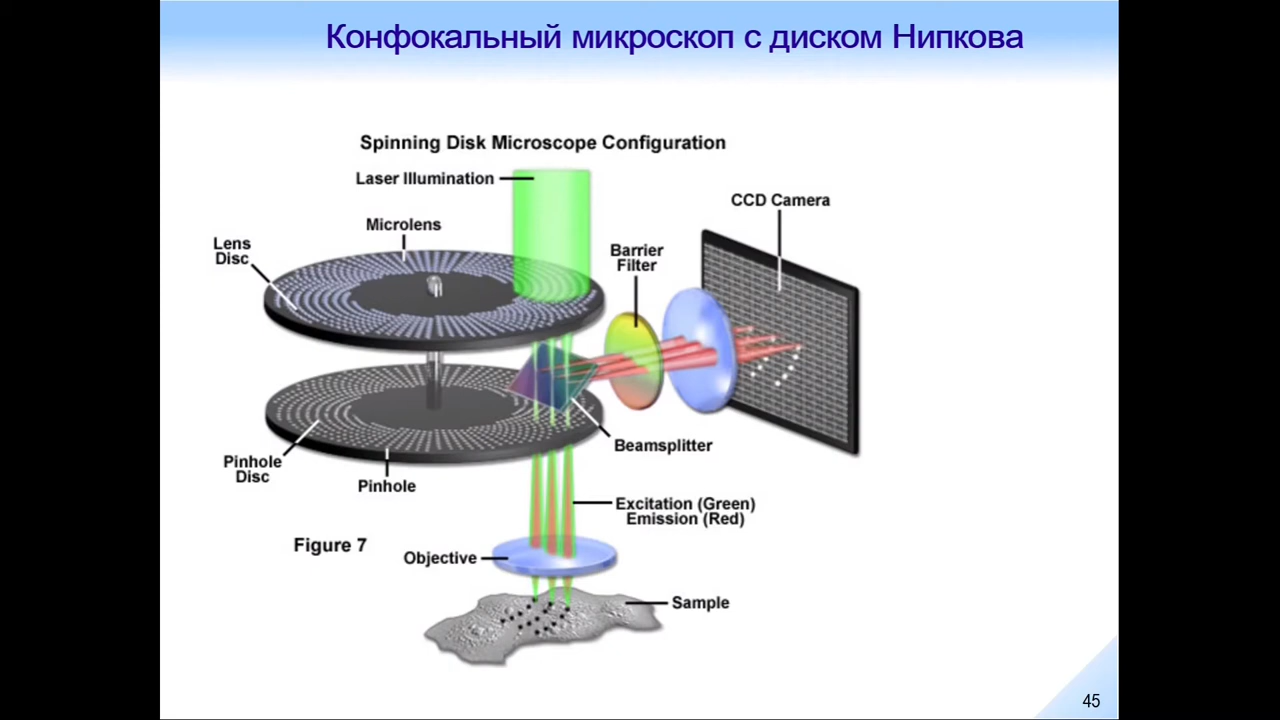 Конфокальный микроскоп с диском Нипкова
Spinning Disk Microscope Configuration
Laser Illumination
CCD Camera
Microlens
Lens
Disc
Barrier
Filter
Beamsplitter
Pinhole
Disc
Pinhole
Excitation (Green)
Emission (Red)
Figure 7
Objective
Sample
45